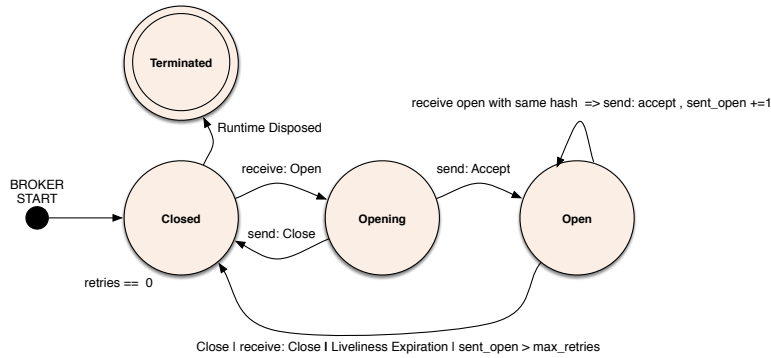 Terminated
receive open with same hash => send: accept , sent_open +=1
Runtime Disposed
receive: Open
send: Accept
BROKER
START
Closed
Opening
Open
send: Close
retries == 0
Close | receive: Close | Liveliness Expiration | sent_open > max_retries